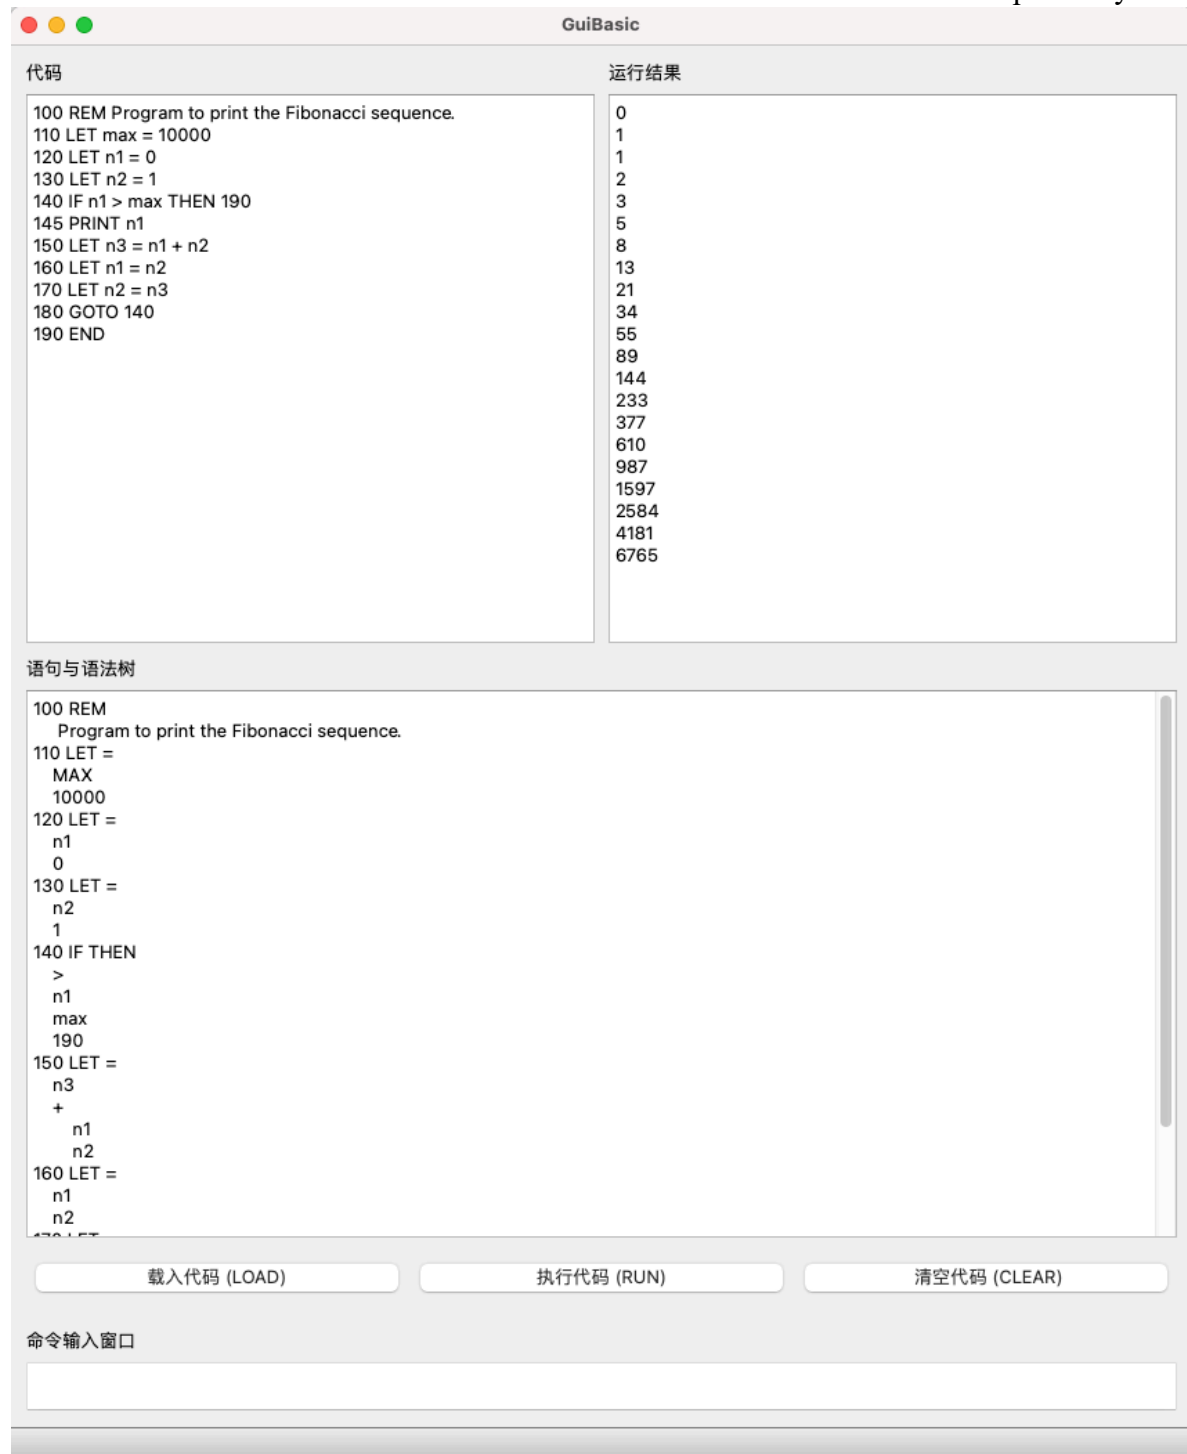 GuiBasic
代码
100 REM Program to print the Fibonacci sequence.
110 LET max = 10000
120 LET n1 = 0
130 LET n2 = 1
140 IF n1 > max THEN 190
145 PRINT n1
150 LET n3 = n1 + n2
160 LET n1 = n2
170 LET n2 = n3
180 GOTO 140
190 END
运行结果
0
1
1
2
3
5
8
13
21
34
55
89
144
233
377
610
987
1597
2584
4181
6765
语句与语法树
100 REM
Program to print the Fibonacci sequence.
110 LET =
MAX
10000
120 LET =
n1
0
130 LET =
n2
1
140 IF THEN
>
n1
max
190
150 LET =
n3
+
n1
n2
160 LET =
n1
n2
载入代码 (LOAD)
执行代码 (RUN)
清空代码 (CLEAR)
命令输入窗口